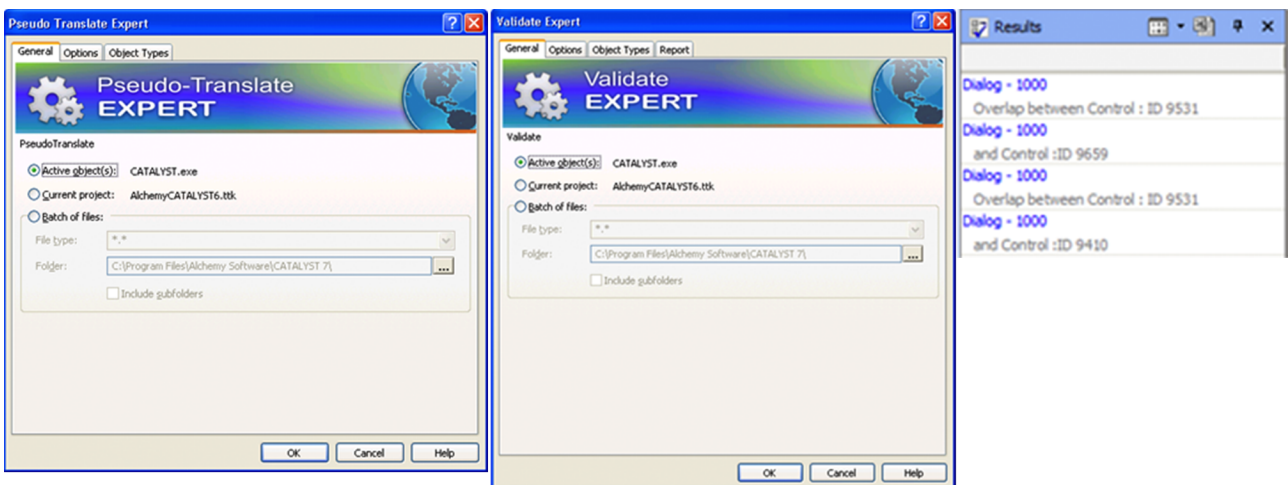 Pseudo Translate Expert
General Options Object Types
Pseudo-Translate
EXPERT
PseudoTranslate
Active object(s): CATALYST.exe
Current project: AlchemyCATALYST6.ttk
Batch of files:
File type: *.*
Folder: C:\Program Files\Alchemy Software\CATALYST 7\ ...
Include subfolders
OK Cancel Help
Validate Expert
General Options Object Types Report
Validate
EXPERT
Validate
Active object(s): CATALYST.exe
Current project: AlchemyCATALYST6.ttk
Batch of files:
File type: *.*
Folder: C:\Program Files\Alchemy Software\CATALYST 7\ ...
Include subfolders
OK Cancel Help
Results
Dialog - 1000
Overlap between Control : ID 9531
Dialog - 1000
and Control :ID 9659
Dialog - 1000
Overlap between Control : ID 9531
Dialog - 1000
and Control :ID 9410